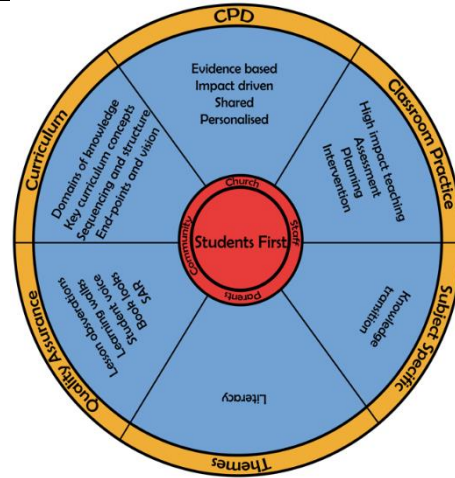 CPD
Evidence based
Impact driven
Shared
Personalised
Classroom Practice
High impact teaching
Assessment
Planning
Intervention
Subject Specific
Knowledge
transition
Themes
Literacy
Quality Assurance
Lesson observations
Learning walks
Student voice
Book looks
SAR
Curriculum
Domains of knowledge
Key curriculum concepts
Sequencing and structure
End-points and vision
Church
Staff
Parents
Community
Students First